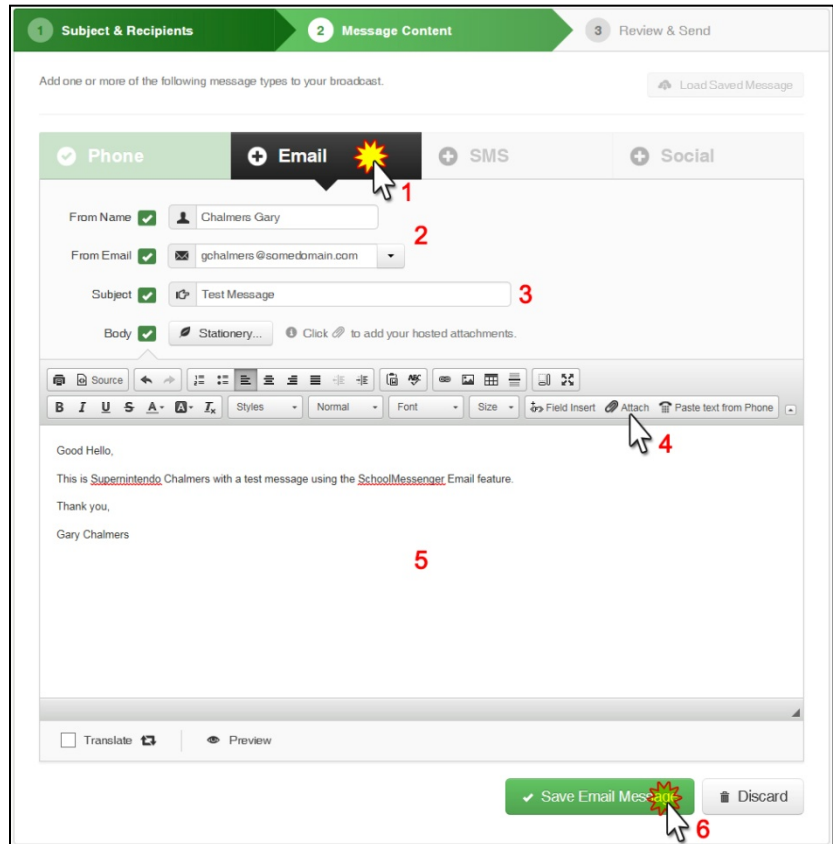 1 Subject & Recipients 2 Message Content 3 Review & Send
Add one or more of the following message types to your broadcast. Load Saved Message
Phone Email SMS Social
1
From Name Chalmers Gary
2
From Email gchalmers@somedomain.com
Subject Test Message 3
Body Stationery... Click to add your hosted attachments.
Source ABC
B I U S A A Ix Styles Normal Font Size Field Insert Attach Paste text from Phone
4
Good Hello,
This is Supernintendo Chalmers with a test message using the SchoolMessenger Email feature.
Thank you,
Gary Chalmers
5
Translate Preview
Save Email Message Discard
6